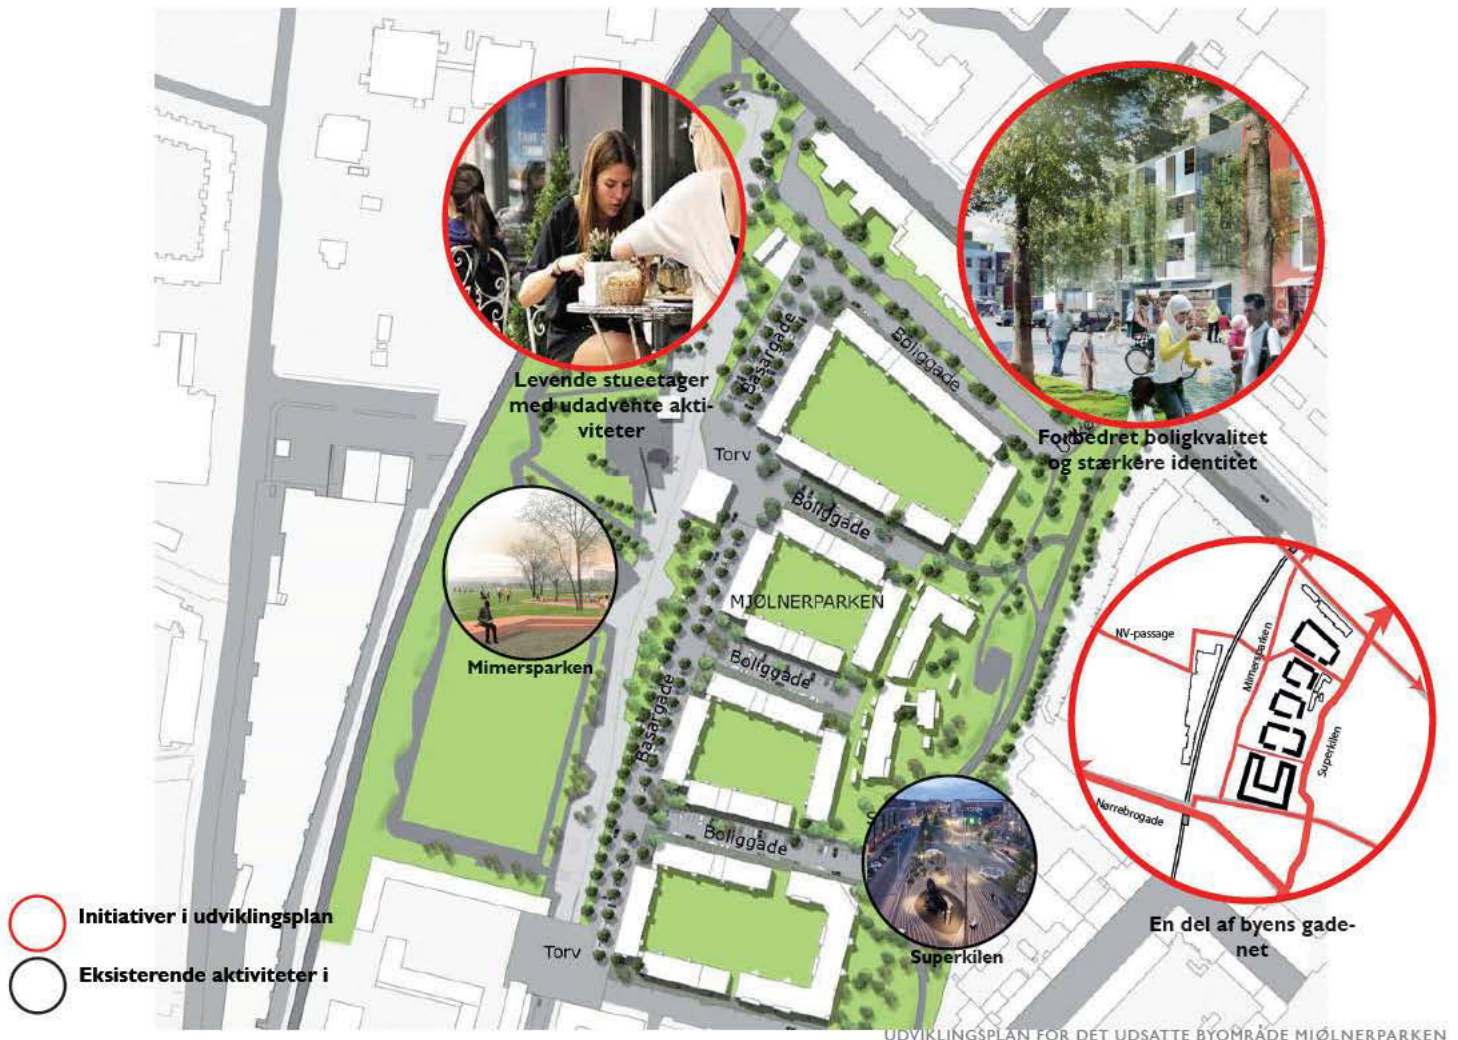 Levende stueetager
med udadvente akti-
viteter
Forbedret boligkvalitet
og stærkere identitet
Basargade
Boliggade
Torv
Boliggade
MJØLNERPARKEN
Mimersparken
Boliggade
Basargade
Boliggade
NV-passage
Mimersparken
Superkilen
Nørrebrogade
En del af byens gade-
net
Superkilen
Torv
Initiativer i udviklingsplan
Eksisterende aktiviteter i
UDVIKLINGSPLAN FOR DET UDSATTE BYOMRÅDE MJØLNERPARKEN